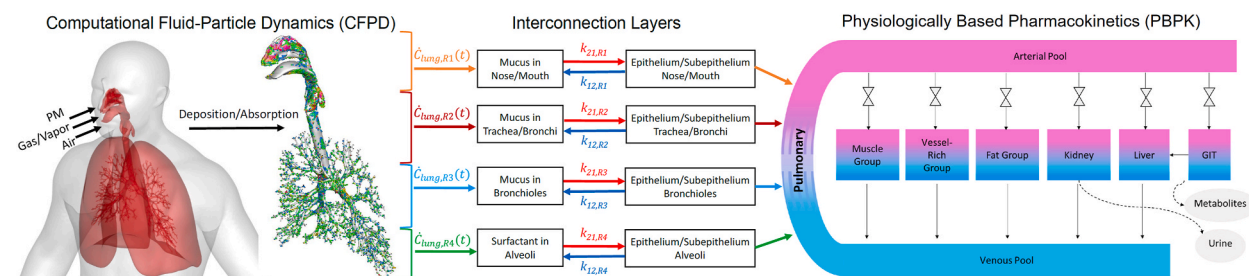 Computational Fluid-Particle Dynamics (CFPD)
Interconnection Layers
Physiologically Based Pharmacokinetics (PBPK)
PM
Gas/Vapor
Air
Deposition/Absorption
Ċlung,R1(t)
Mucus in
Nose/Mouth
k21,R1
k12,R1
Epithelium/Subepithelium
Nose/Mouth
Ċlung,R2(t)
Mucus in
Trachea/Bronchi
k21,R2
k12,R2
Epithelium/Subepithelium
Trachea/Bronchi
Ċlung,R3(t)
Mucus in
Bronchioles
k21,R3
k12,R3
Epithelium/Subepithelium
Bronchioles
Ċlung,R4(t)
Surfactant in
Alveoli
k21,R4
k12,R4
Epithelium/Subepithelium
Alveoli
Pulmonary
Arterial Pool
Muscle
Group
Vessel-
Rich
Group
Fat Group
Kidney
Liver
GIT
Metabolites
Urine
Venous Pool